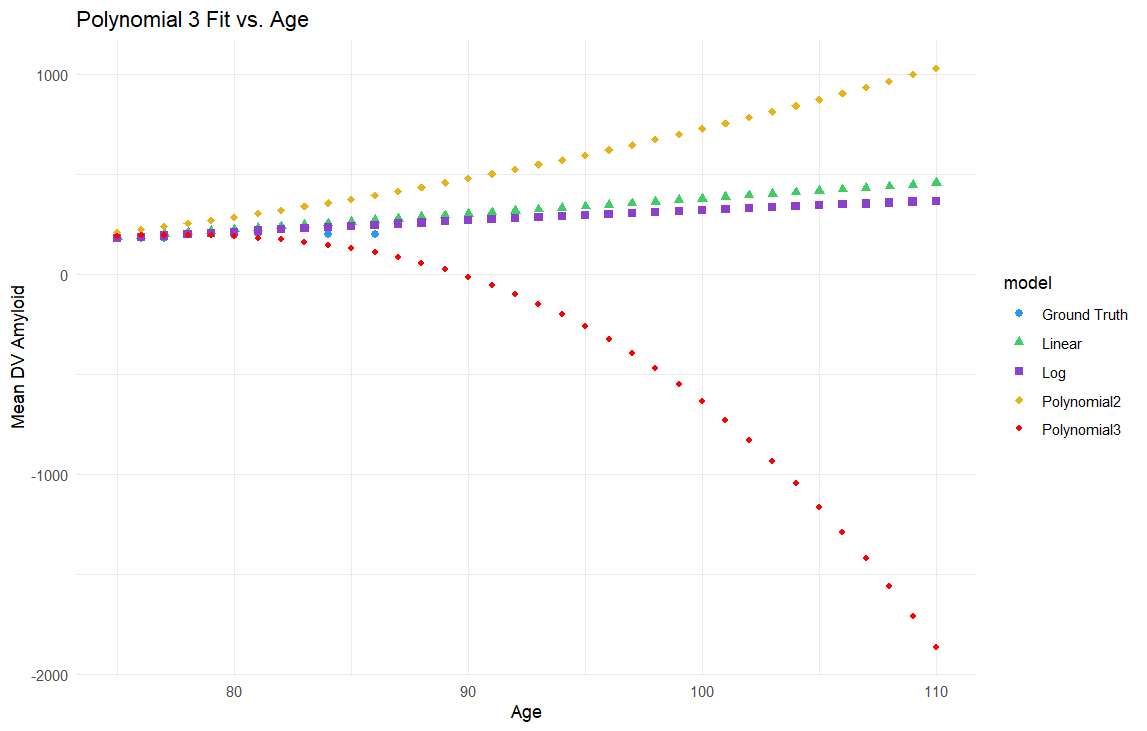 Polynomial 3 Fit vs. Age
1000
0
-1000
-2000
Mean DV Amyloid
80
90
100
110
Age
model
Ground Truth
Linear
Log
Polynomial2
Polynomial3